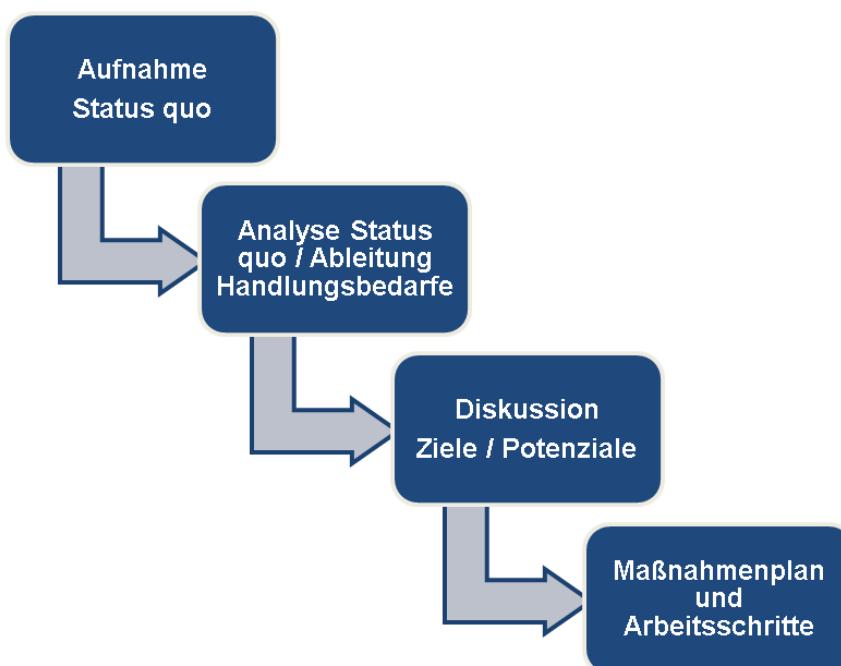 Aufnahme
Status quo
Analyse Status
quo / Ableitung
Handlungsbedarfe
Diskussion
Ziele / Potenziale
Maßnahmenplan
und
Arbeitsschritte